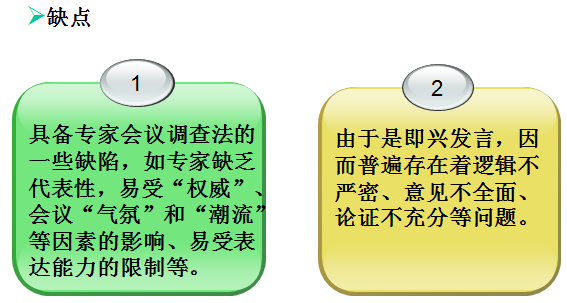 缺点
1
具备专家会议调查法的
一些缺陷，如专家缺乏
代表性，易受“权威”、
会议“气氛”和“潮流”
等因素的影响、易受表
达能力的限制等。
2
由于是即兴发言，因
而普遍存在着逻辑不
严密、意见不全面、
论证不充分等问题。